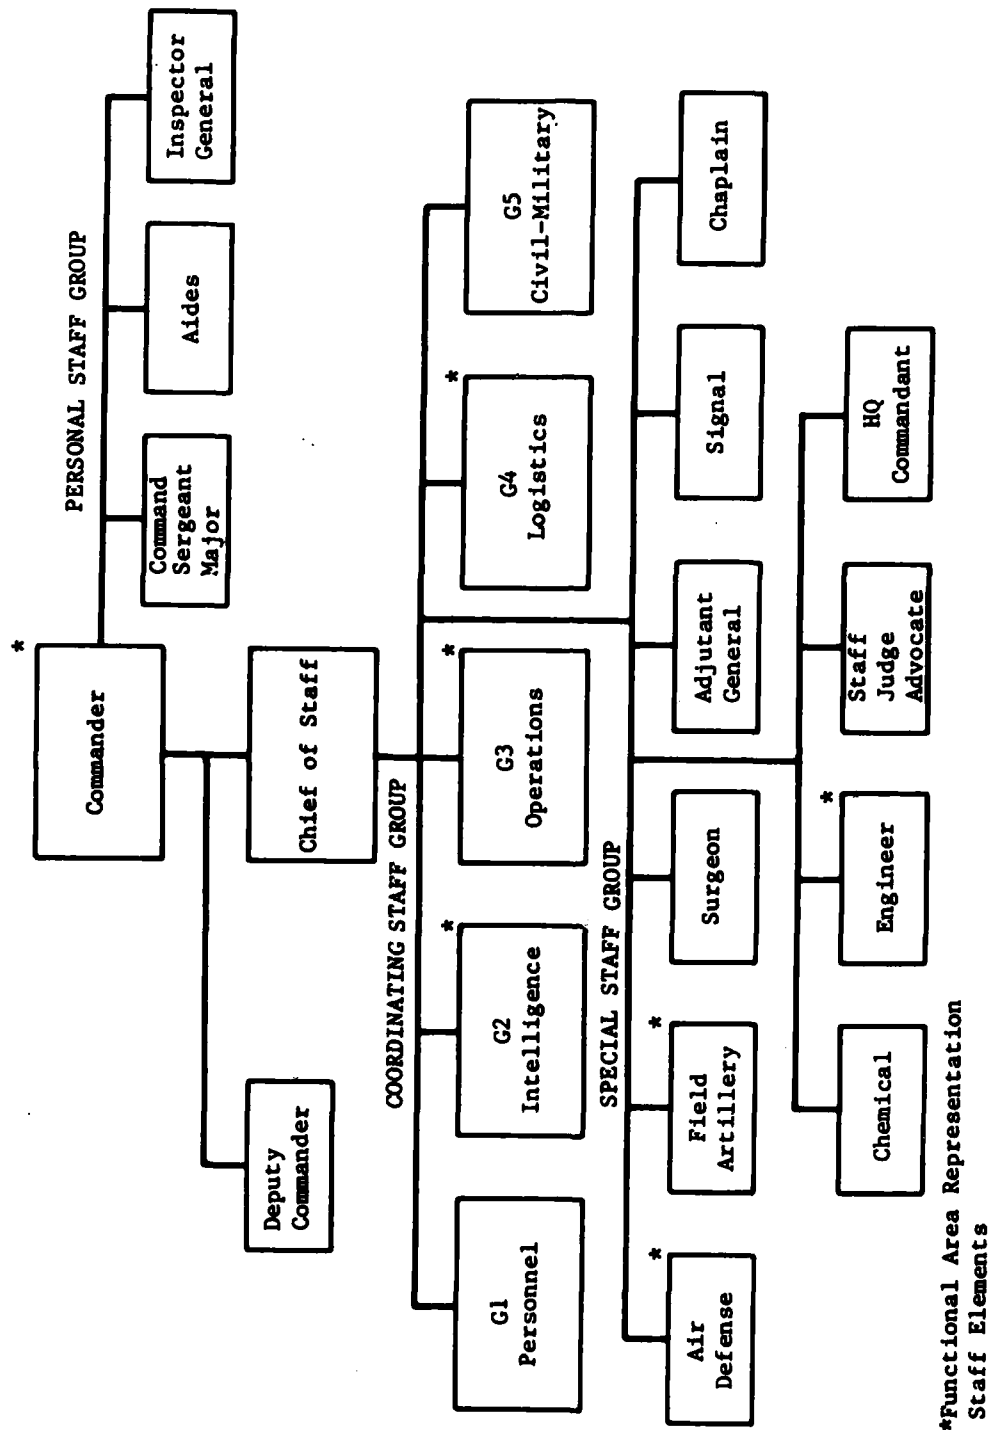 *
Commander
PERSONAL STAFF GROUP
Command
Sergeant
Major
Aides
Inspector
General
Deputy
Commander
Chief of Staff
COORDINATING STAFF GROUP
G1
Personnel
*
G2
Intelligence
*
G3
Operations
*
G4
Logistics
G5
Civil-Military
SPECIAL STAFF GROUP
*
Air
Defense
*
Field
Artillery
Surgeon
Adjutant
General
Signal
Chaplain
Chemical
*
Engineer
Staff
Judge
Advocate
HQ
Commandant
*Functional Area Representation
Staff Elements